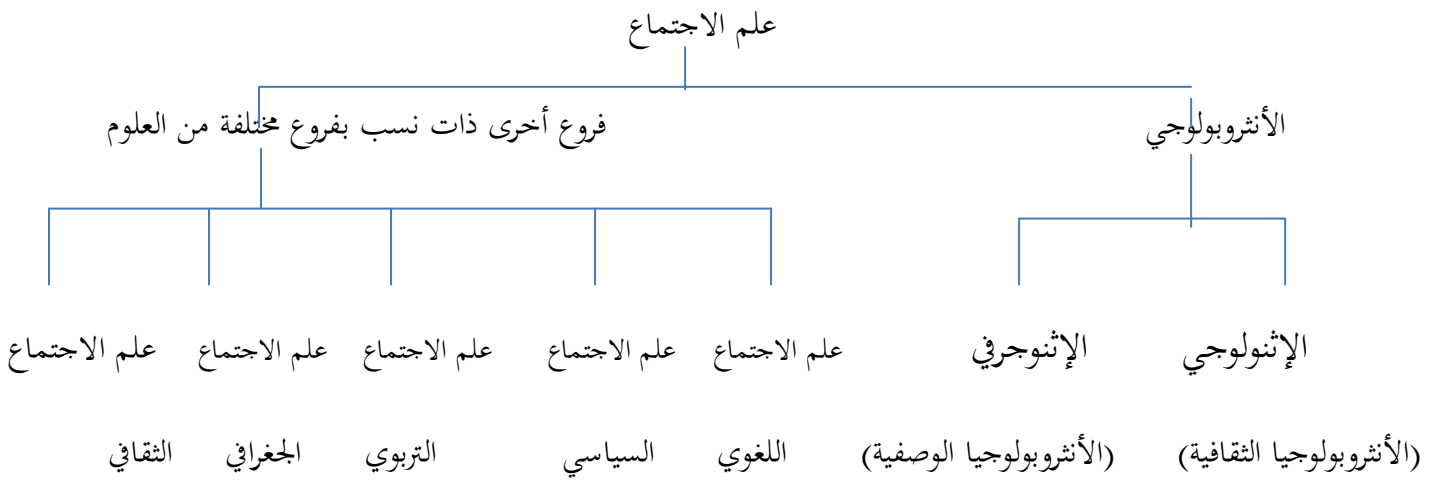 علم الاجتماع
الأنثروبولوجي فروع أخرى ذات نسب بفروع مختلفة من العلوم
الإثنولوجي الإثنوجرفي علم الاجتماع علم الاجتماع علم الاجتماع علم الاجتماع علم الاجتماع
(الأنثروبولوجيا الثقافية) (الأنثروبولوجيا الوصفية) اللغوي السياسي التربوي الجغرافي الثقافي